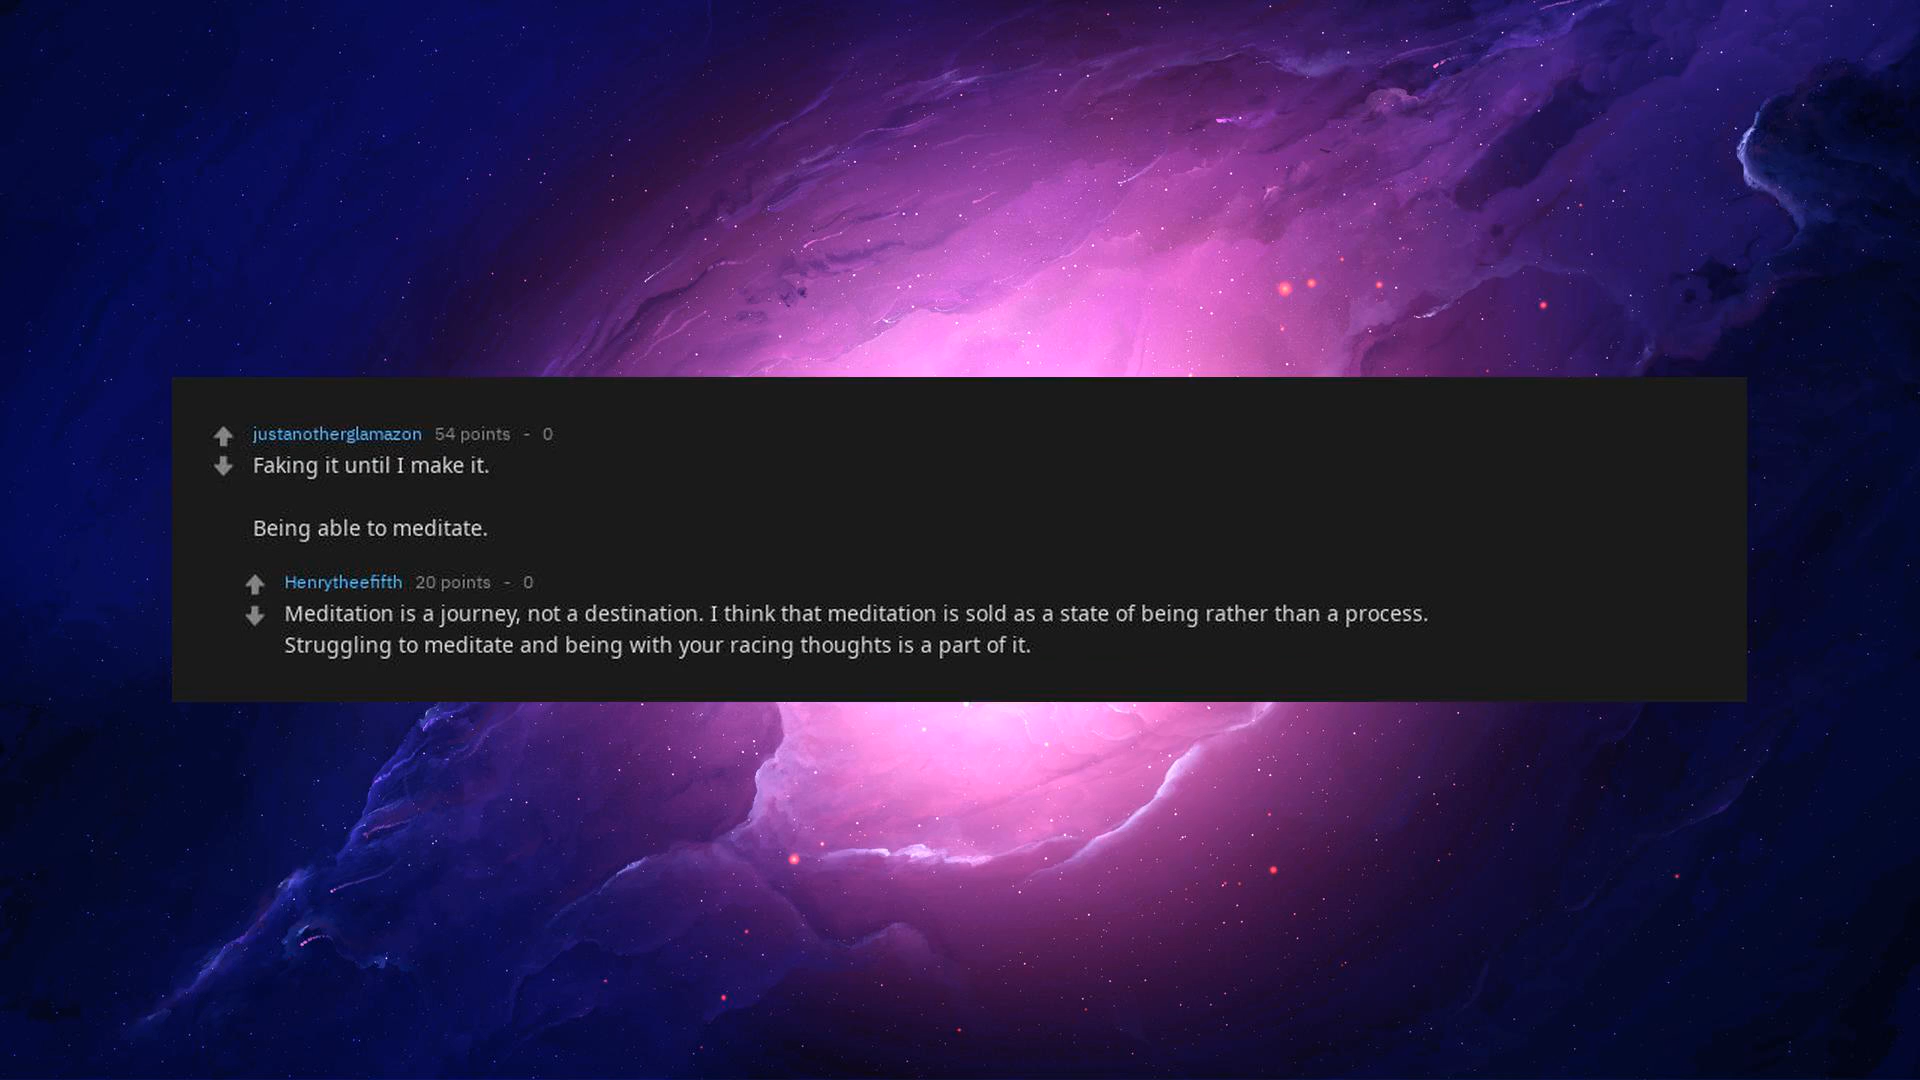 justanotherglamazon 54 points - 0
Faking it until I make it.
Being able to meditate.
Henrytheefifth 20 points - 0
Meditation is a journey, not a destination. I think that meditation is sold as a state of being rather than a process.
Struggling to meditate and being with your racing thoughts is a part of it.